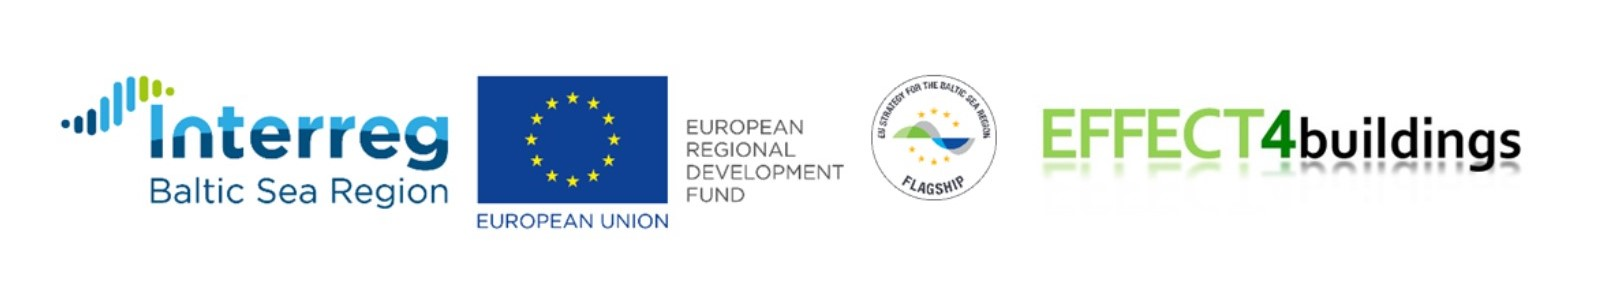 Interreg
Baltic Sea Region
EUROPEAN UNION
EUROPEAN
REGIONAL
DEVELOPMENT
FUND
EU STRATEGY FOR THE BALTIC SEA REGION
FLAGSHIP
EFFECT4buildings